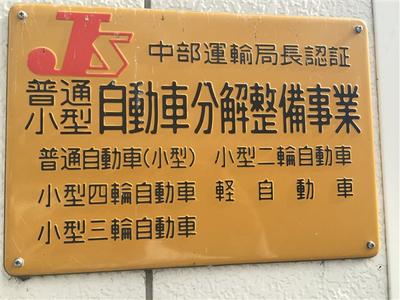 JS 中部運輸局長認証
普通
小型 自動車分解整備事業
普通自動車(小型) 小型二輪自動車
小型四輪自動車 軽自動車
小型三輪自動車